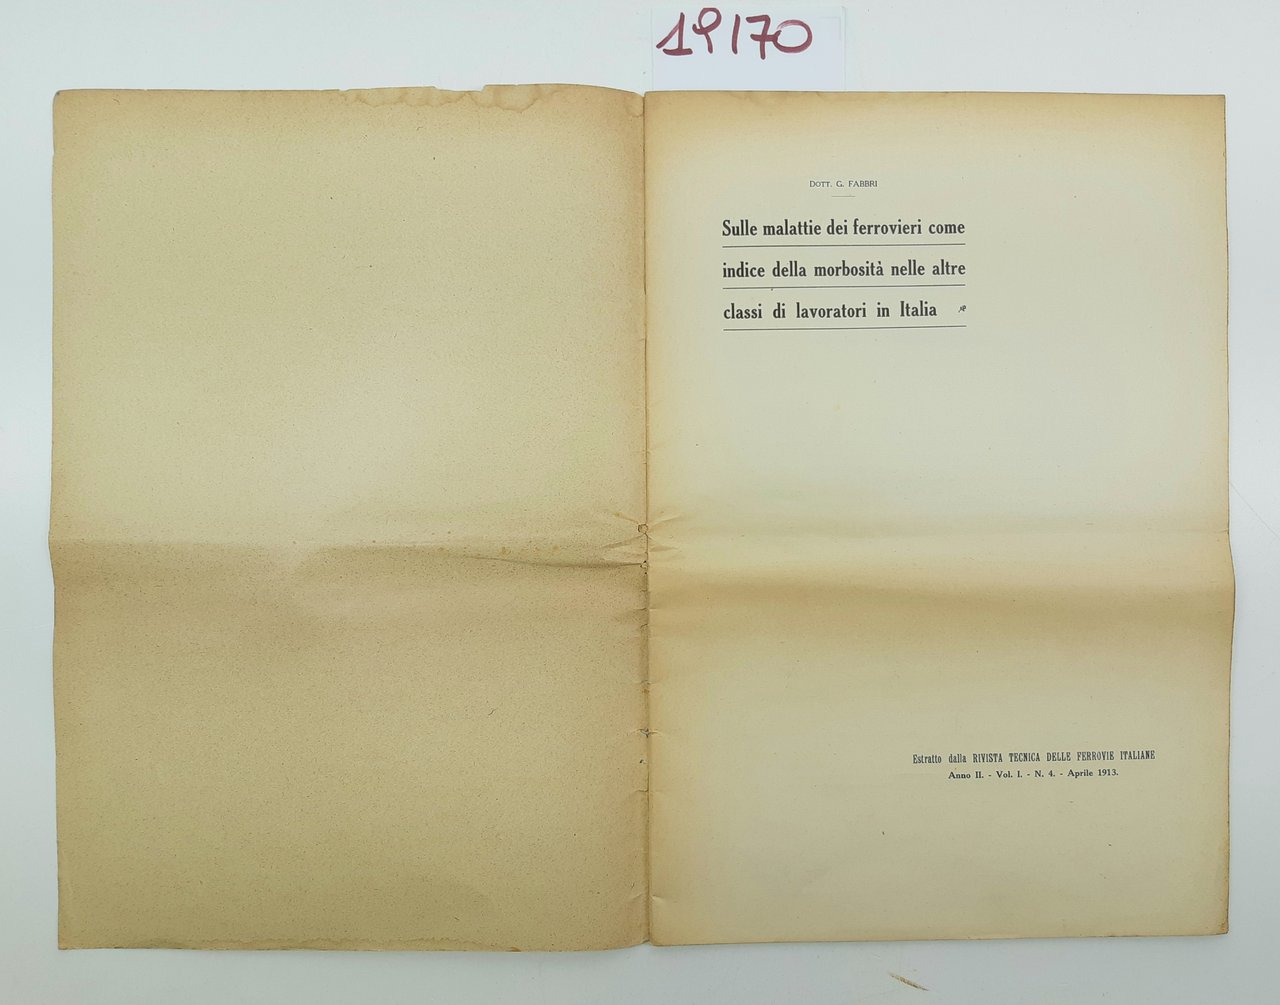 19170
DOTT. G. FABBRI
Sulle malattie dei ferrovieri come
indice della morbosità nelle altre
classi di lavoratori in Italia
Estratto dalla RIVISTA TECNICA DELLE FERROVIE ITALIANE
Anno II. - Vol. I. - N. 4. - Aprile 1913.